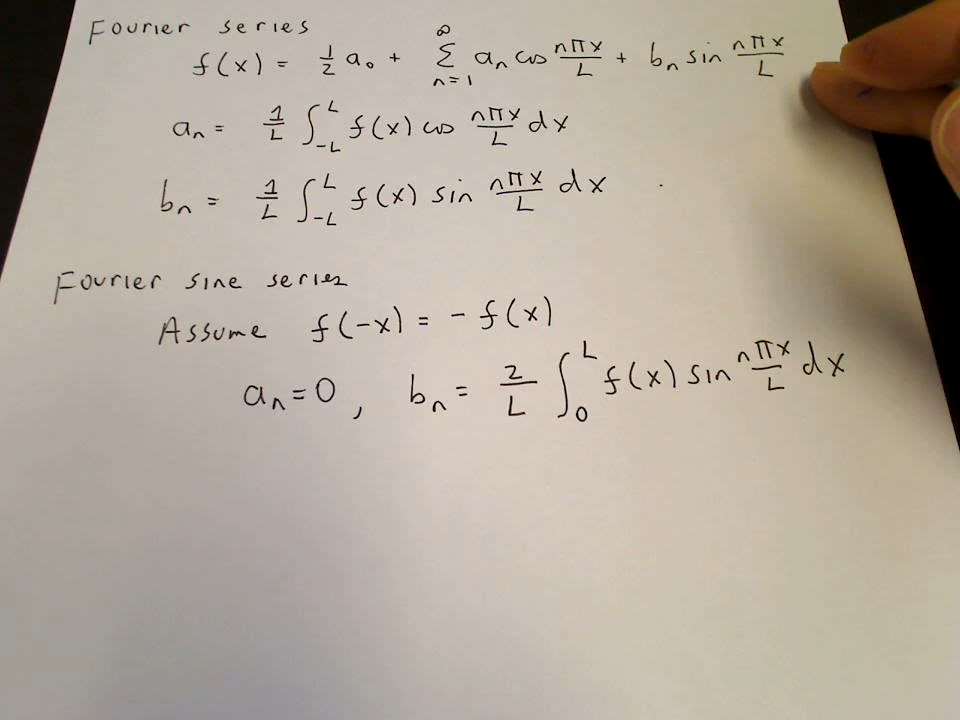 Fourier series
f(x) = 1/2 a₀ + ∞ Σ n=1 aₙ cos nπx/L + bₙ sin nπx/L
aₙ = 1/L ∫_{-L}^{L} f(x) cos nπx/L dx
bₙ = 1/L ∫_{-L}^{L} f(x) sin nπx/L dx
Fourier sine series
Assume f(-x) = - f(x)
aₙ = 0, bₙ = 2/L ∫_{0}^{L} f(x) sin nπx/L dx